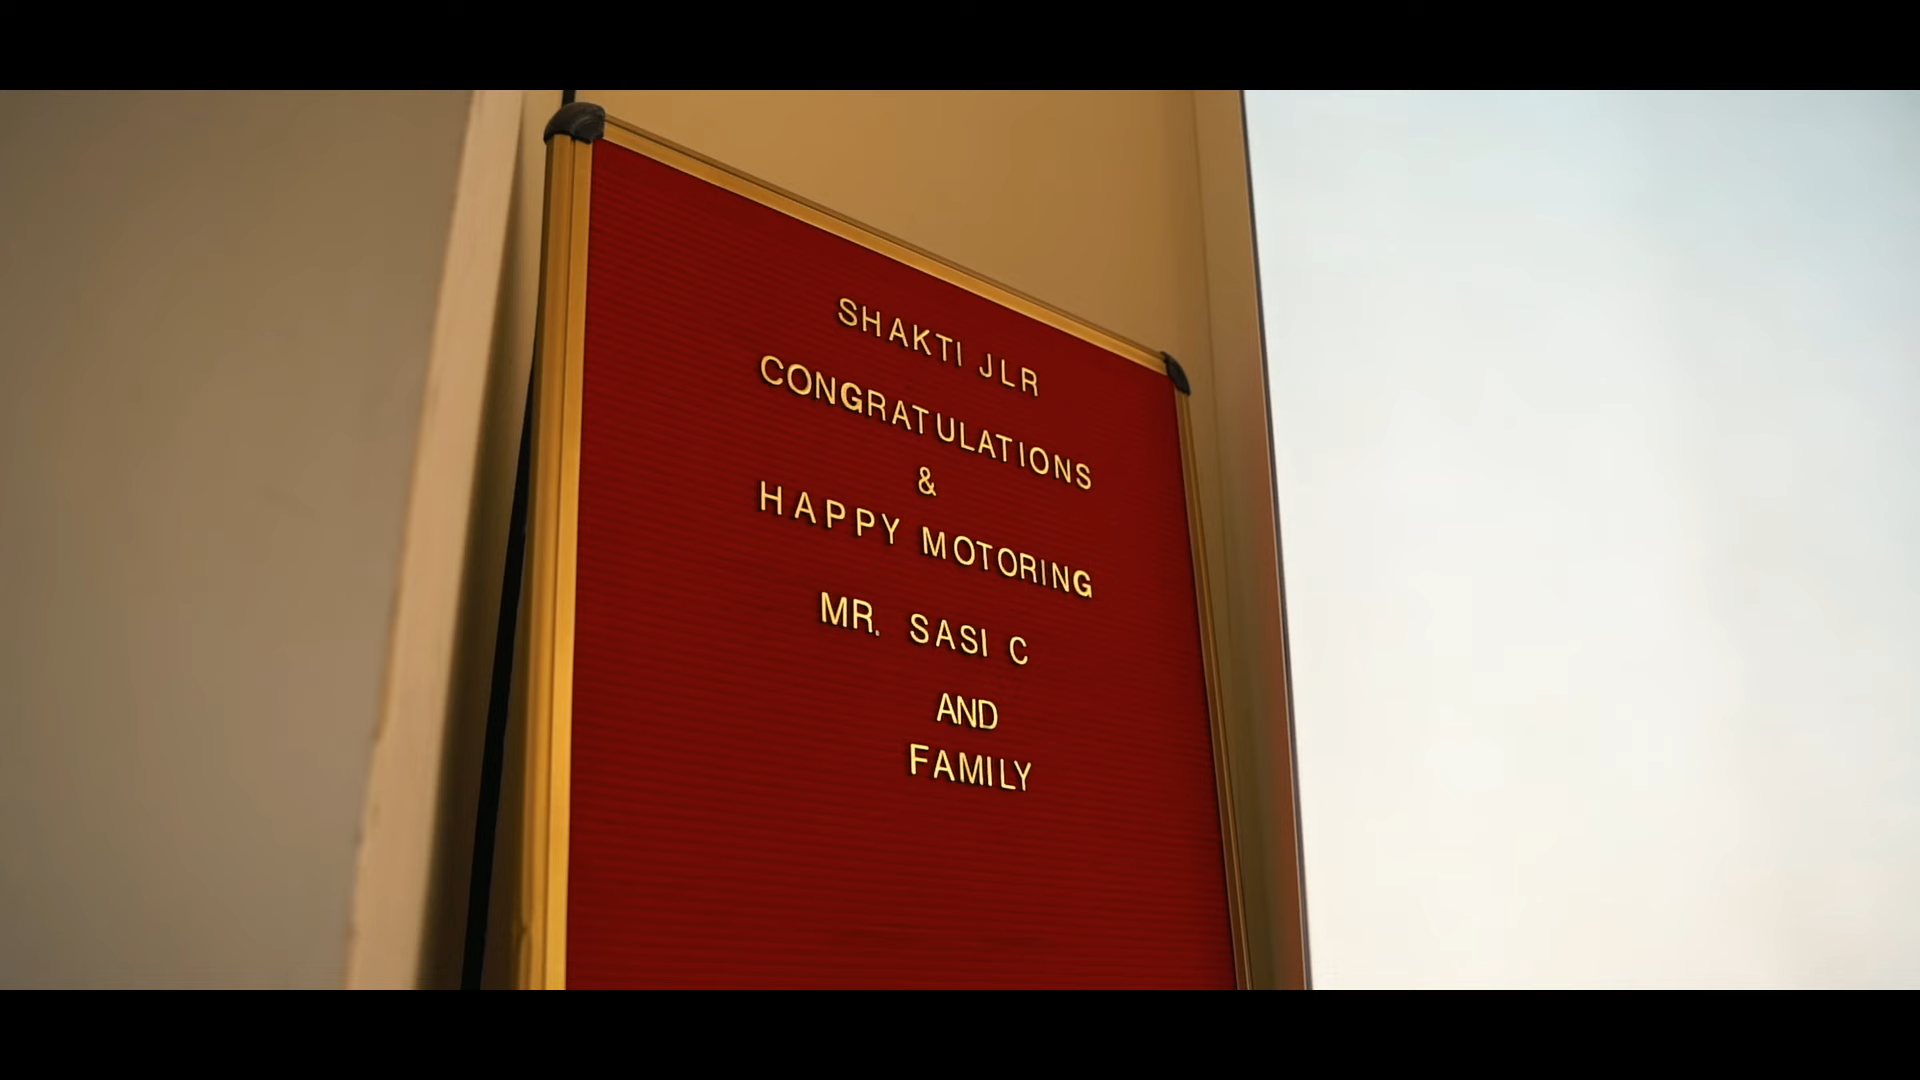 SHAKTI JLR
CONGRATULATIONS
&
HAPPY MOTORING
MR. SASI C
AND
FAMILY